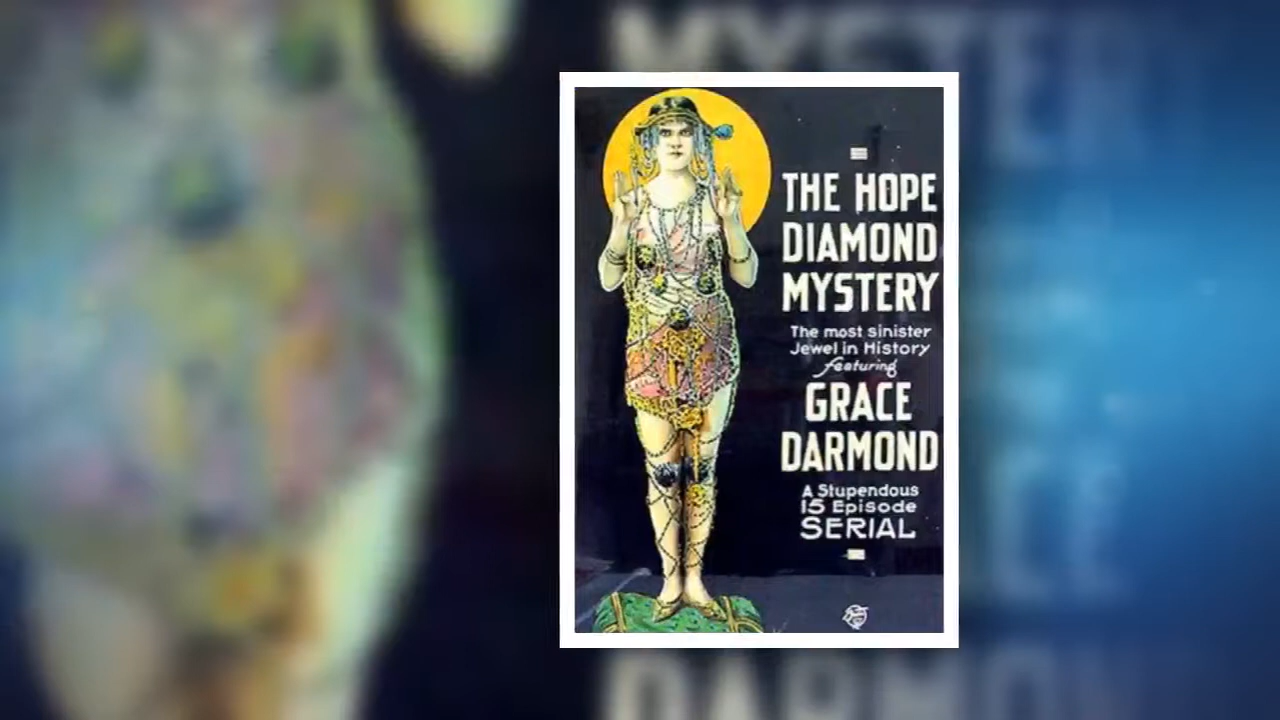 THE HOPE
DIAMOND
MYSTERY
The most sinister
Jewel in History
featuring
GRACE
DARMOND
A Stupendous
15 Episode
SERIAL